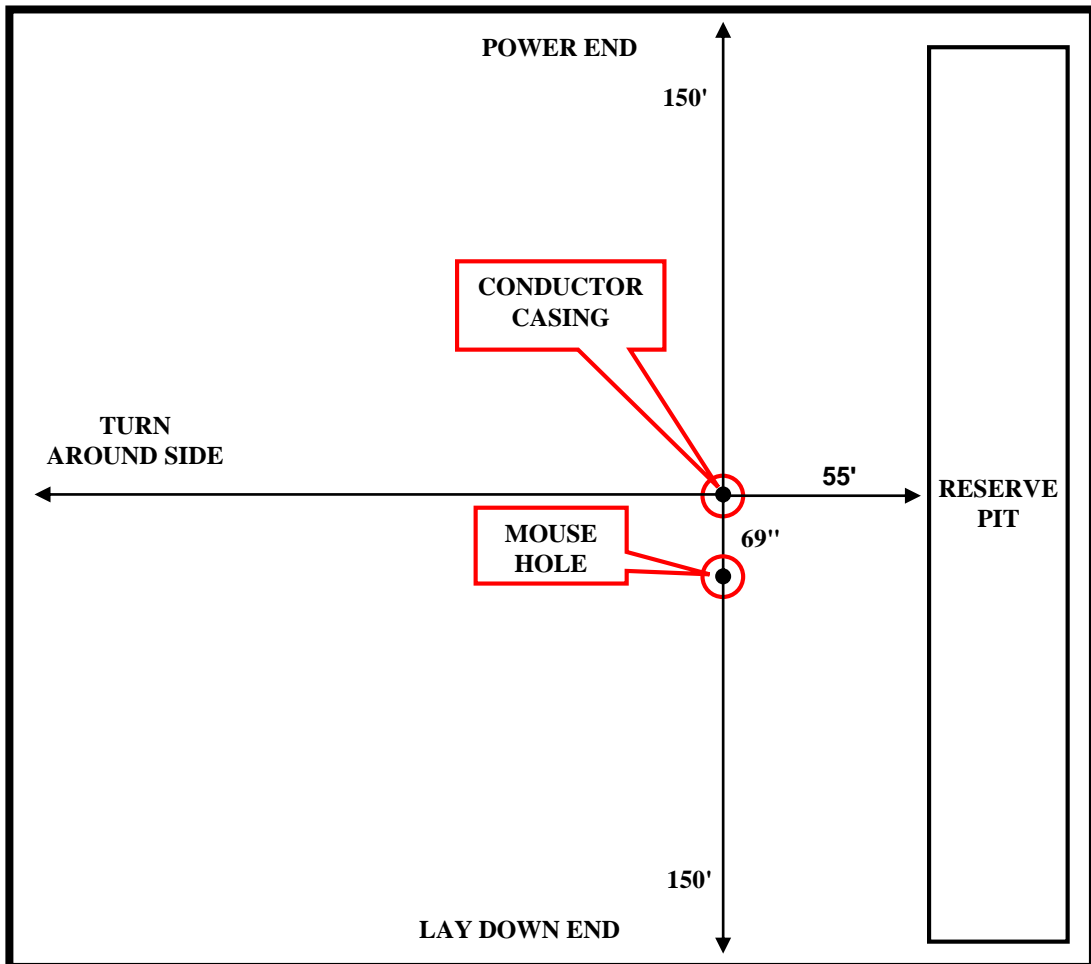 POWER END
150'
CONDUCTOR
CASING
TURN
AROUND SIDE
55'
RESERVE
PIT
MOUSE
HOLE
69"
150'
LAY DOWN END